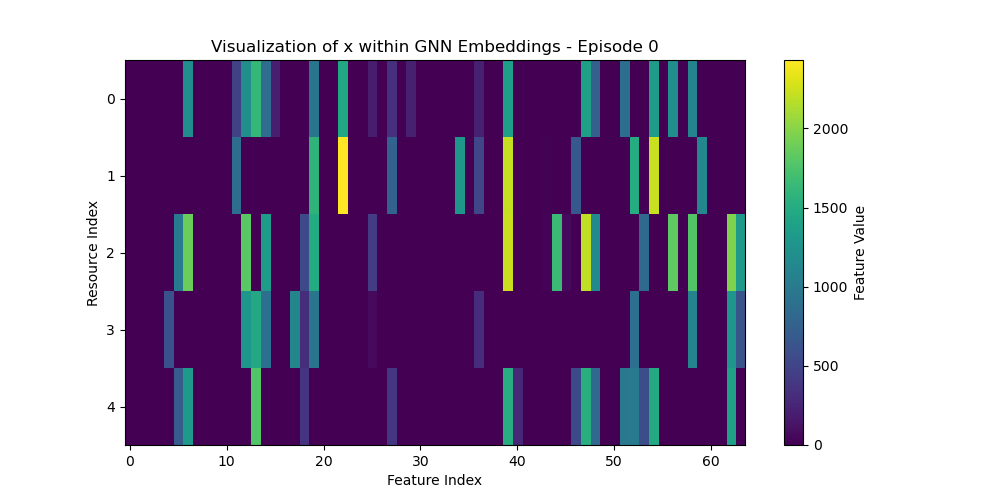 Visualization of x within GNN Embeddings - Episode 0
Resource Index
0
1
2
3
4
0 10 20 30 40 50 60
Feature Index
2000
1500
1000
500
0
Feature Value